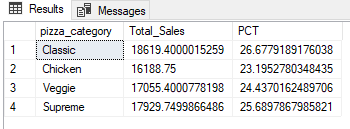 Results Messages
pizza_category Total_Sales PCT
1 Classic 18619.4000015259 26.6779189176038
2 Chicken 16188.75 23.1952780348435
3 Veggie 17055.4000778198 24.4370162489706
4 Supreme 17929.7499866486 25.6897867985821